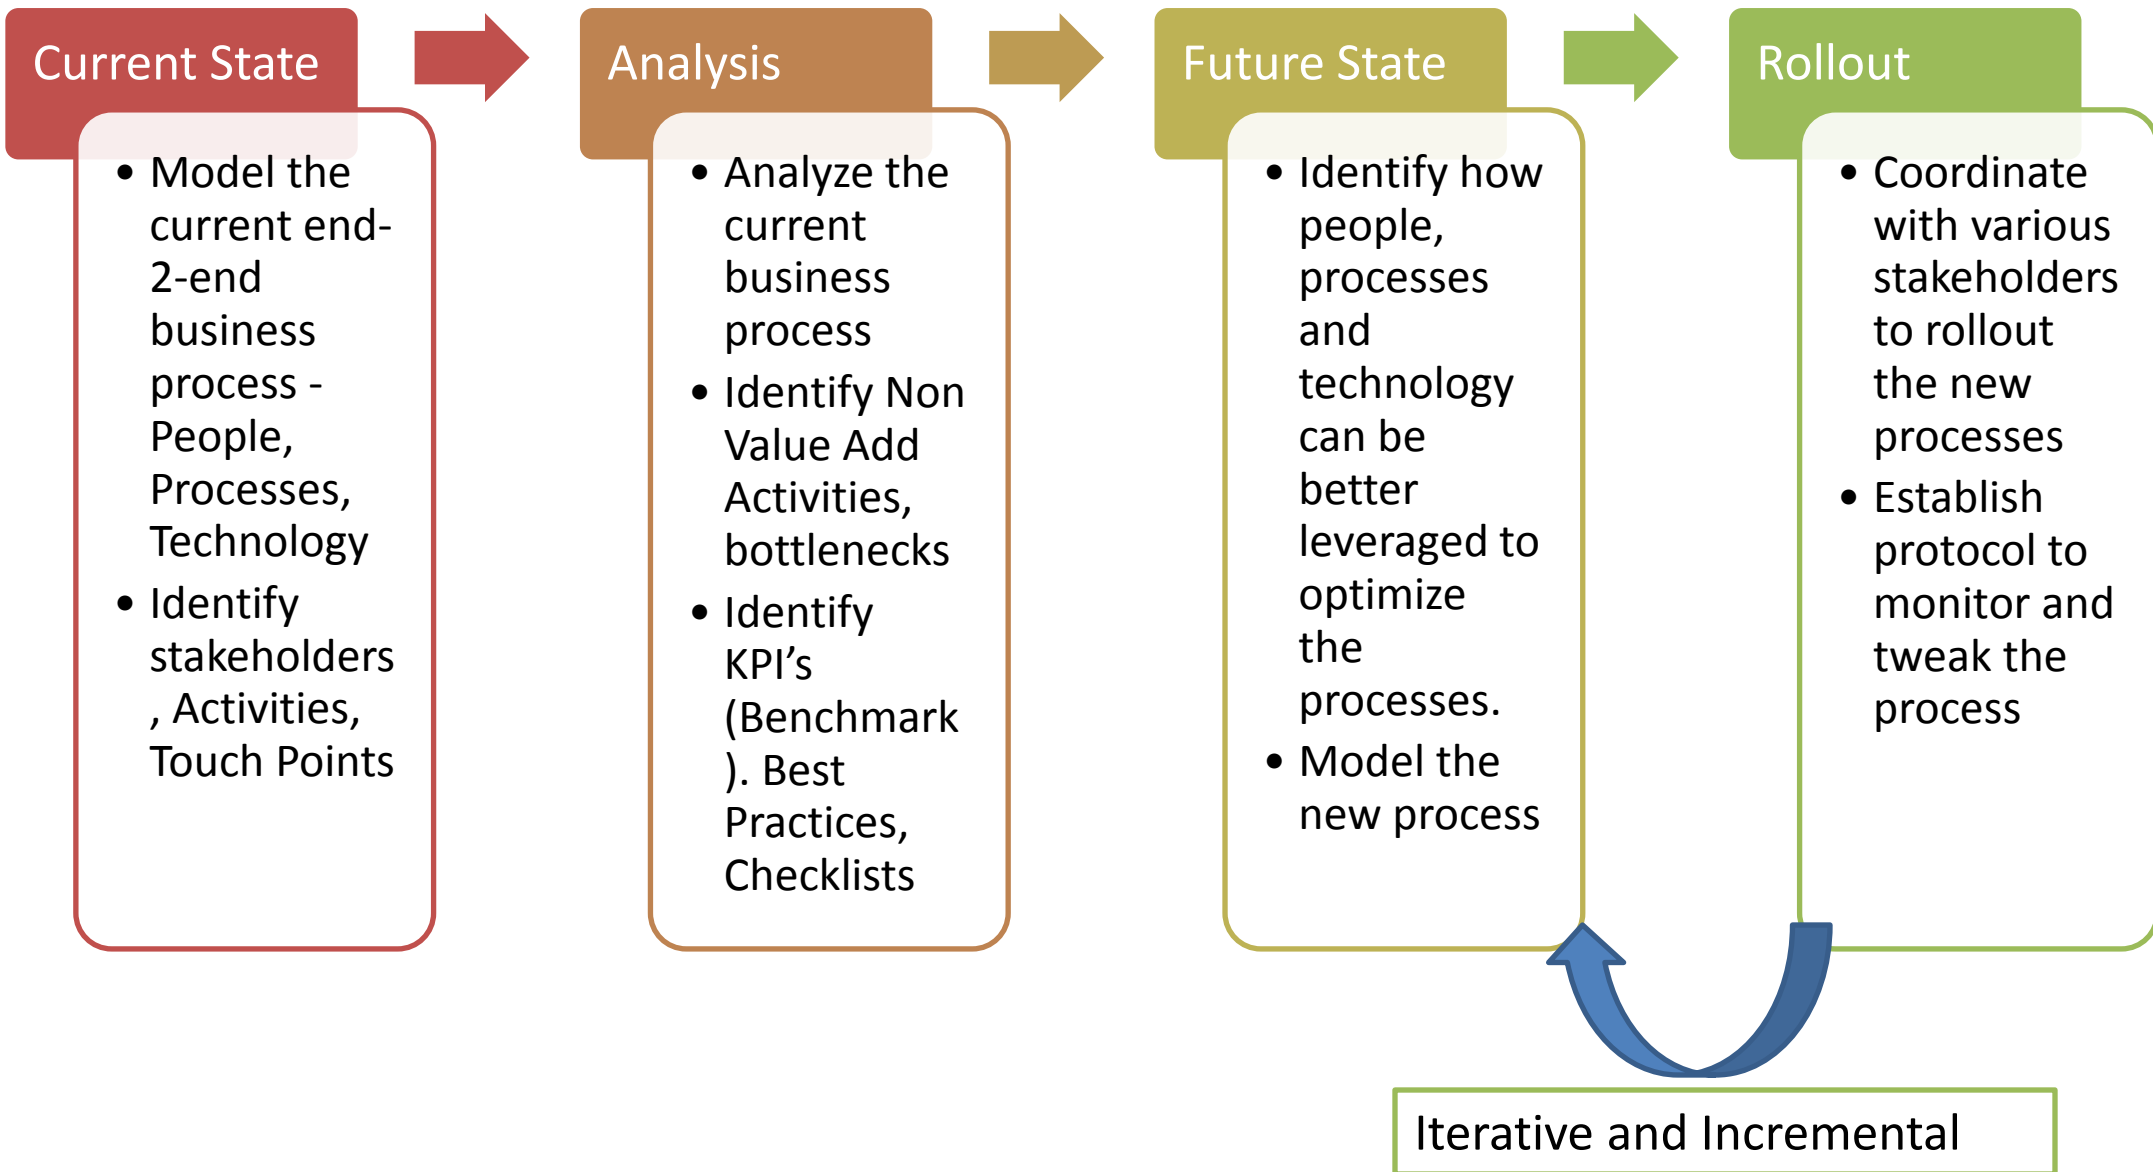 Current State
• Model the
current end-
2-end
business
process -
People,
Processes,
Technology
• Identify
stakeholders
, Activities,
Touch Points
Analysis
• Analyze the
current
business
process
• Identify Non
Value Add
Activities,
bottlenecks
• Identify
KPI’s
(Benchmark
). Best
Practices,
Checklists
Future State
• Identify how
people,
processes
and
technology
can be
better
leveraged to
optimize
the
processes.
• Model the
new process
Rollout
• Coordinate
with various
stakeholders
to rollout
the new
processes
• Establish
protocol to
monitor and
tweak the
process
Iterative and Incremental